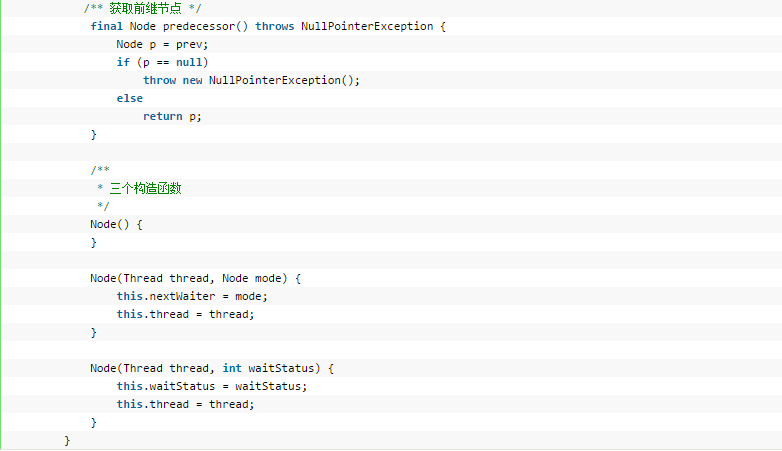 /** 获取前继节点 */
final Node predecessor() throws NullPointerException {
Node p = prev;
if (p == null)
throw new NullPointerException();
else
return p;
}
/**
* 三个构造函数
*/
Node() {
}
Node(Thread thread, Node mode) {
this.nextWaiter = mode;
this.thread = thread;
}
Node(Thread thread, int waitStatus) {
this.waitStatus = waitStatus;
this.thread = thread;
}
}